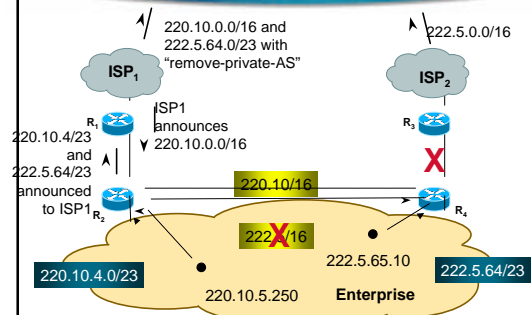 220.10.0.0/16 and
222.5.64.0/23 with
“remove-private-AS”
222.5.0.0/16
ISP1
ISP2
R1
ISP1
announces
220.10.0.0/16
R3
220.10.4/23
and
222.5.64/23
announced
to ISP1
X
R2
220.10/16
R4
X
222.5.65.10
220.10.4.0/23
222.5.64/23
220.10.5.250
Enterprise